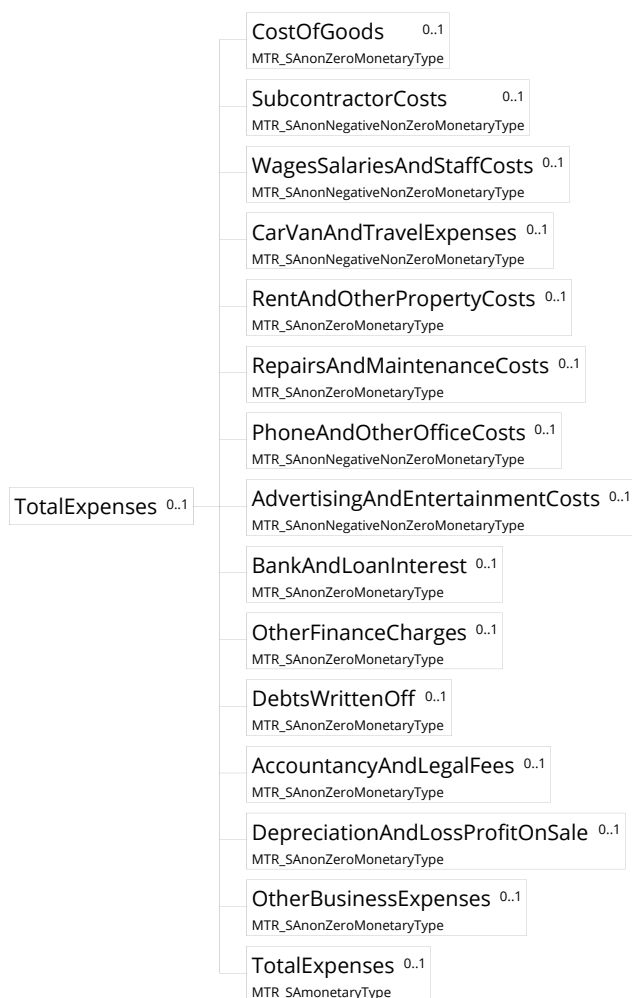 CostOfGoods 0..1
MTR_SAnonZeroMonetaryType
SubcontractorCosts 0..1
MTR_SAnonNegativeNonZeroMonetaryType
WagesSalariesAndStaffCosts 0..1
MTR_SAnonNegativeNonZeroMonetaryType
CarVanAndTravelExpenses 0..1
MTR_SAnonNegativeNonZeroMonetaryType
RentAndOtherPropertyCosts 0..1
MTR_SAnonZeroMonetaryType
RepairsAndMaintenanceCosts 0..1
MTR_SAnonZeroMonetaryType
PhoneAndOtherOfficeCosts 0..1
MTR_SAnonNegativeNonZeroMonetaryType
TotalExpenses 0..1
AdvertisingAndEntertainmentCosts 0..1
MTR_SAnonNegativeNonZeroMonetaryType
BankAndLoanInterest 0..1
MTR_SAnonZeroMonetaryType
OtherFinanceCharges 0..1
MTR_SAnonZeroMonetaryType
DebtsWrittenOff 0..1
MTR_SAnonZeroMonetaryType
AccountancyAndLegalFees 0..1
MTR_SAnonZeroMonetaryType
DepreciationAndLossProfitOnSale 0..1
MTR_SAnonZeroMonetaryType
OtherBusinessExpenses 0..1
MTR_SAnonZeroMonetaryType
TotalExpenses 0..1
MTR_SAmonetaryType